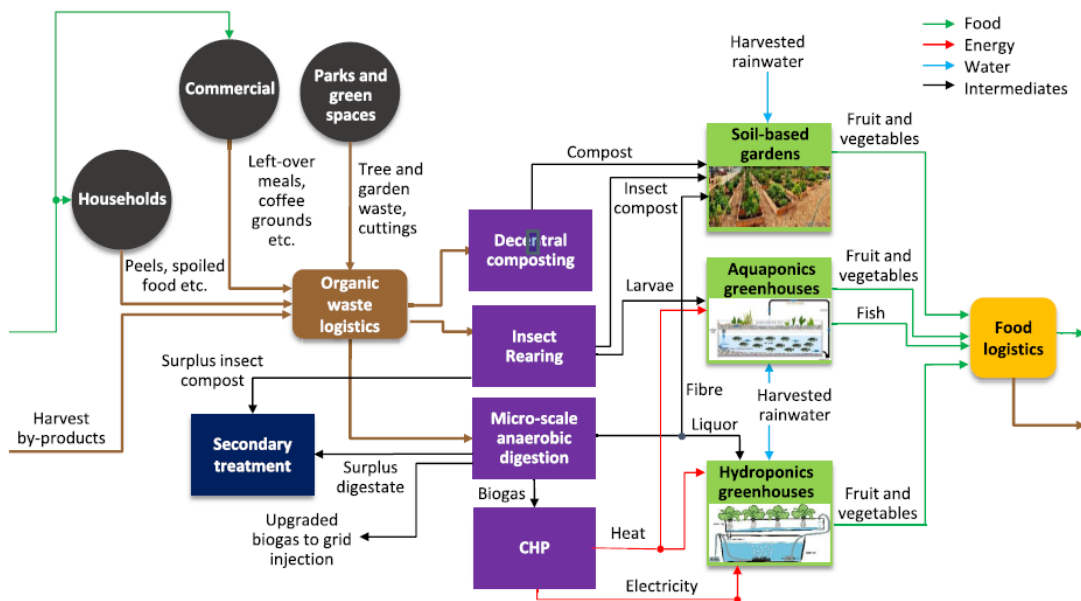 Food
Energy
Water
Intermediates
Harvested
rainwater
Commercial
Parks and
green
spaces
Households
Left-over
meals,
coffee
grounds
etc.
Tree and
garden
waste,
cuttings
Peels, spoiled
food etc.
Organic
waste
logistics
Compost
Insect
compost
Soil-based
gardens
Fruit and
vegetables
Decentral
composting
Larvae
Aquaponics
greenhouses
Fruit and
vegetables
Fish
Food
logistics
Insect
Rearing
Surplus insect
compost
Harvest
by-products
Secondary
treatment
Micro-scale
anaerobic
digestion
Fibre
Liquor
Harvested
rainwater
Surplus
digestate
Biogas
Upgraded
biogas to grid
injection
CHP
Heat
Electricity
Hydroponics
greenhouses
Fruit and
vegetables